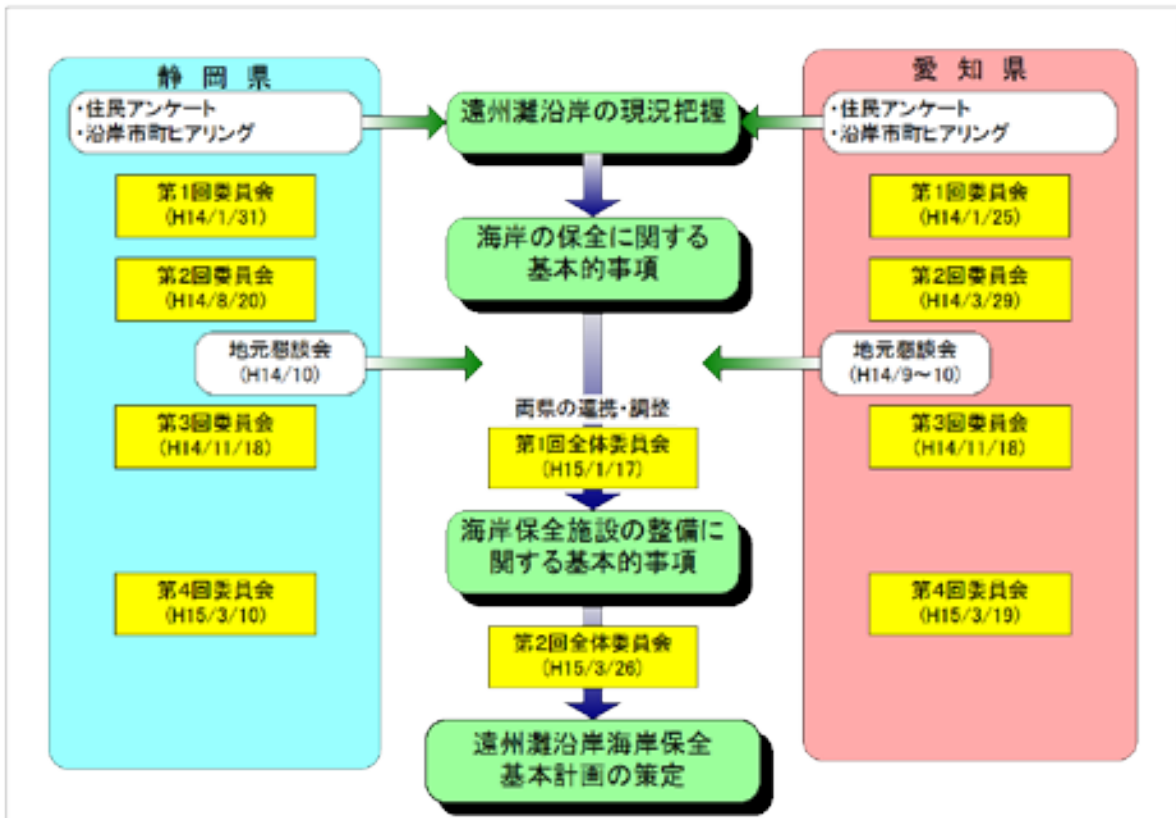 静 岡 県
・住民アンケート
・沿岸市町ヒアリング
第1回委員会
(H14/1/31)
第2回委員会
(H14/8/20)
地元懇談会
(H14/10)
第3回委員会
(H14/11/18)
第4回委員会
(H15/3/10)
遠州灘沿岸の現況把握
海岸の保全に関する
基本的事項
両県の連携・調整
第1回全体委員会
(H15/1/17)
海岸保全施設の整備に
関する基本的事項
第2回全体委員会
(H15/3/26)
遠州灘沿岸海岸保全
基本計画の策定
愛 知 県
・住民アンケート
・沿岸市町ヒアリング
第1回委員会
(H14/1/25)
第2回委員会
(H14/3/29)
地元懇談会
(H14/9～10)
第3回委員会
(H14/11/18)
第4回委員会
(H15/3/19)